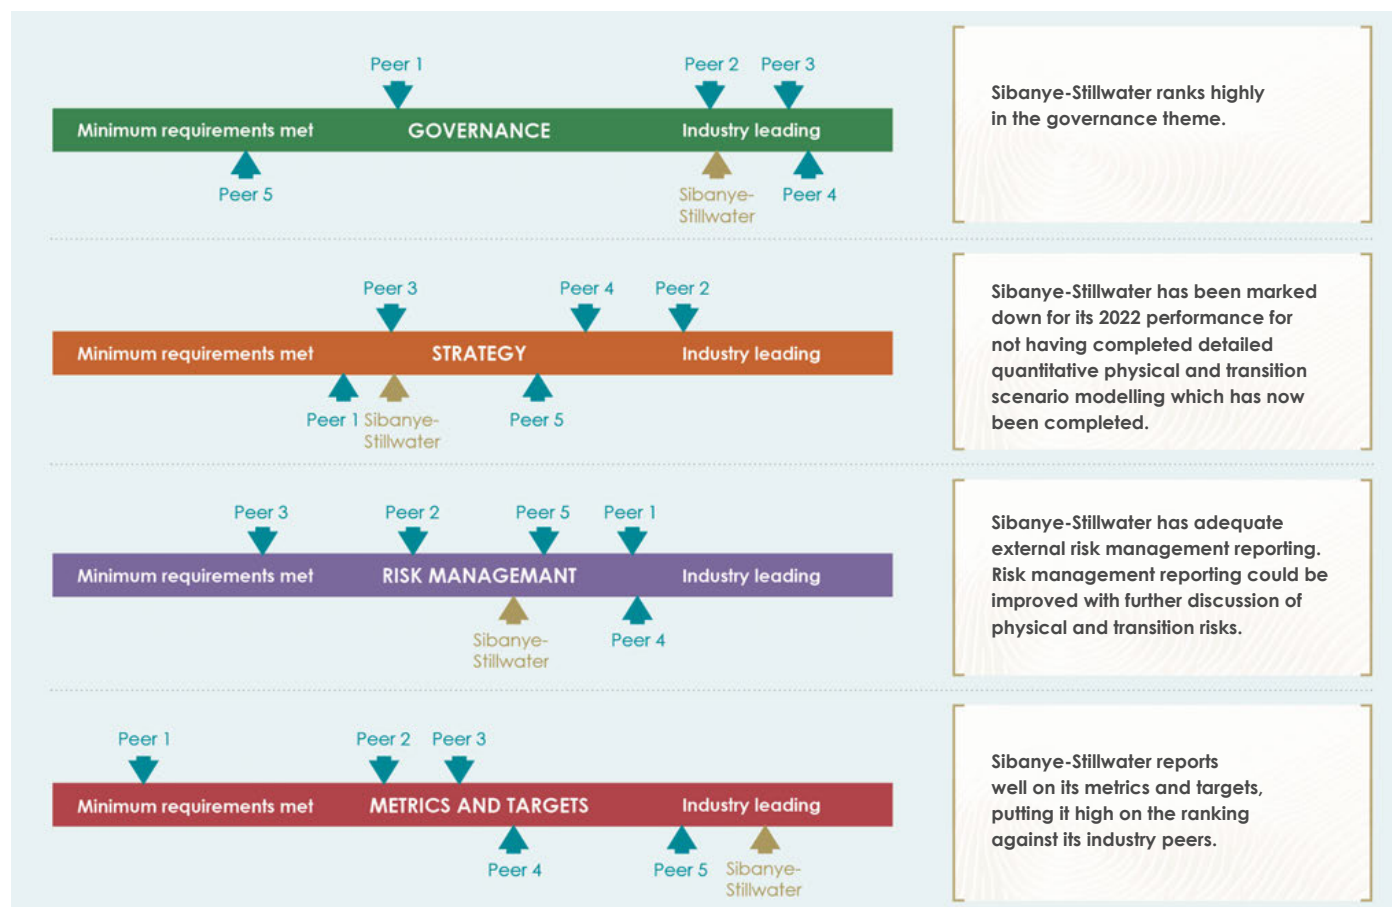 Peer 1
Peer 2
Peer 3
Minimum requirements met
GOVERNANCE
Industry leading
Peer 5
Sibanye-
Stillwater
Peer 4
Sibanye-Stillwater ranks highly
in the governance theme.
Peer 3
Peer 4
Peer 2
Minimum requirements met
STRATEGY
Industry leading
Peer 1
Sibanye-
Stillwater
Peer 5
Sibanye-Stillwater has been marked
down for its 2022 performance for
not having completed detailed
quantitative physical and transition
scenario modelling which has now
been completed.
Peer 3
Peer 2
Peer 5
Peer 1
Minimum requirements met
RISK MANAGEMANT
Industry leading
Sibanye-
Stillwater
Peer 4
Sibanye-Stillwater has adequate
external risk management reporting.
Risk management reporting could be
improved with further discussion of
physical and transition risks.
Peer 1
Peer 2
Peer 3
Minimum requirements met
METRICS AND TARGETS
Industry leading
Peer 4
Peer 5
Sibanye-
Stillwater
Sibanye-Stillwater reports
well on its metrics and targets,
putting it high on the ranking
against its industry peers.